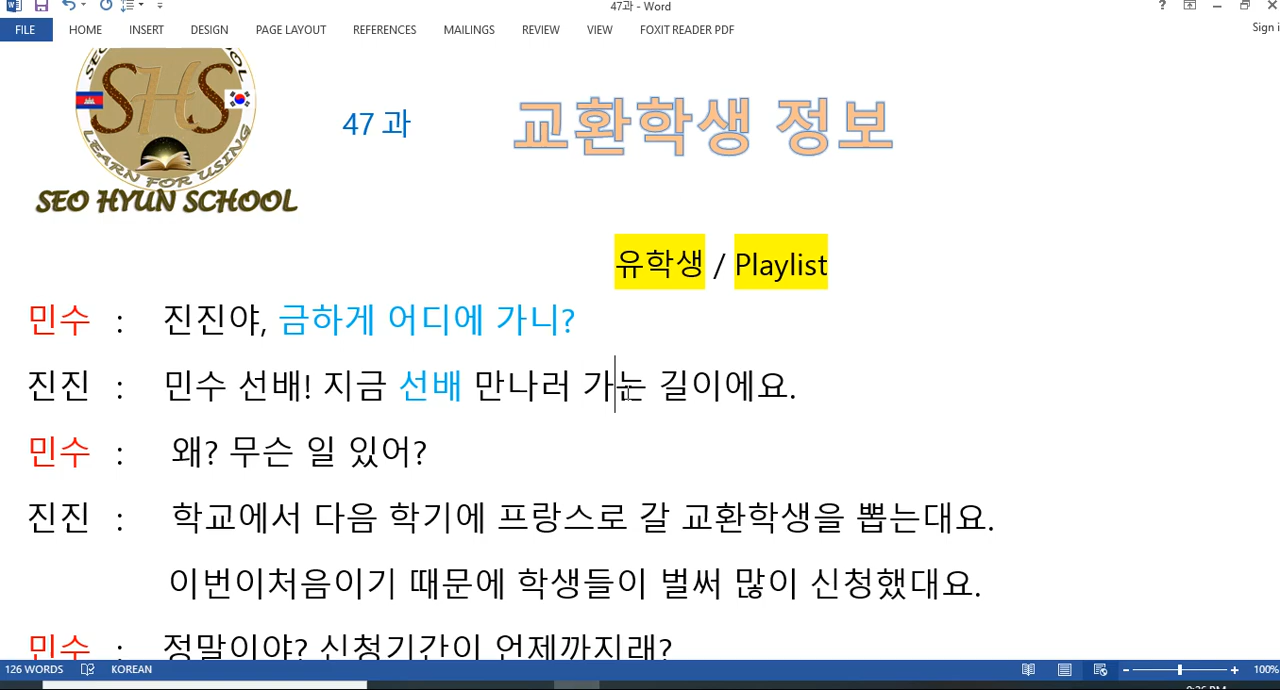 47과 - Word
?
FILE HOME INSERT DESIGN PAGE LAYOUT REFERENCES MAILINGS REVIEW VIEW FOXIT READER PDF Sign i
SHS
LEARN FOR USING
SEO HYUN SCHOOL
47 과 교환학생 정보
유학생 / Playlist
민수 : 진진야, 금하게 어디에 가니?
진진 : 민수 선배! 지금 선배 만나러 가는 길이에요.
민수 : 왜? 무슨 일 있어?
진진 : 학교에서 다음 학기에 프랑스로 갈 교환학생을 뽑는대요.
이번이처음이기 때문에 학생들이 벌써 많이 신청했대요.
민수 : 정말이야? 신청기간이 언제까지래?
126 WORDS KOREAN 100%